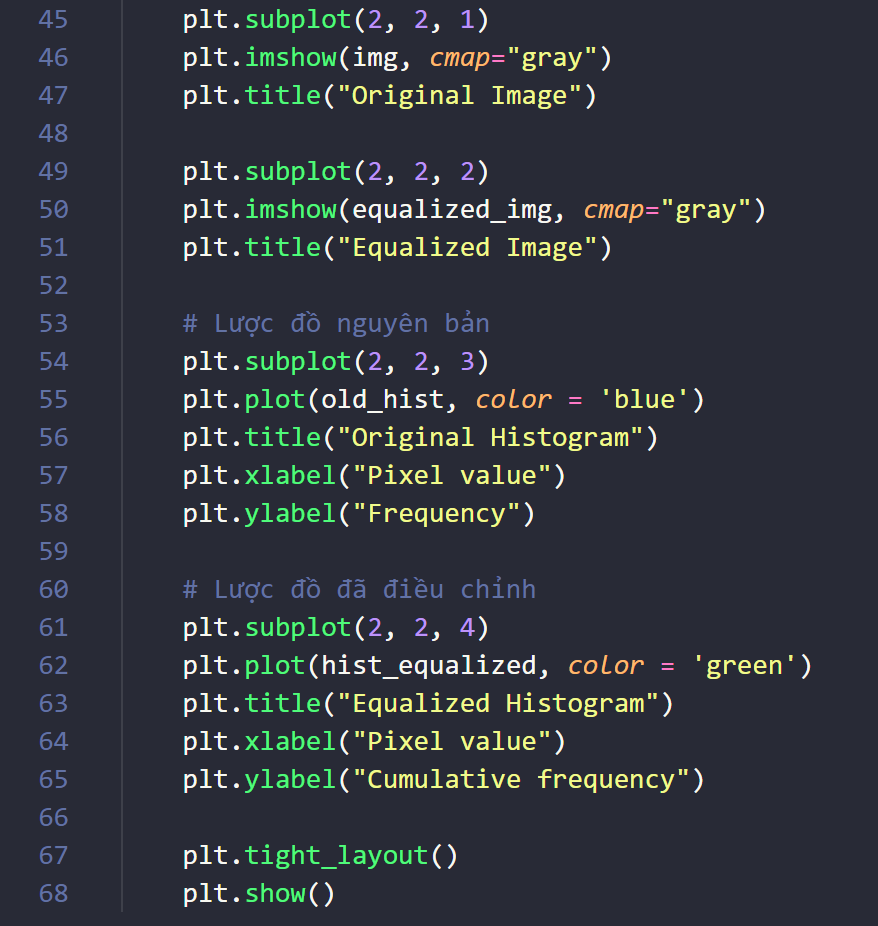 45 plt.subplot(2, 2, 1)
46 plt.imshow(img, cmap="gray")
47 plt.title("Original Image")
48
49 plt.subplot(2, 2, 2)
50 plt.imshow(equalized_img, cmap="gray")
51 plt.title("Equalized Image")
52
53 # Lược đồ nguyên bản
54 plt.subplot(2, 2, 3)
55 plt.plot(old_hist, color = 'blue')
56 plt.title("Original Histogram")
57 plt.xlabel("Pixel value")
58 plt.ylabel("Frequency")
59
60 # Lược đồ đã điều chỉnh
61 plt.subplot(2, 2, 4)
62 plt.plot(hist_equalized, color = 'green')
63 plt.title("Equalized Histogram")
64 plt.xlabel("Pixel value")
65 plt.ylabel("Cumulative frequency")
66
67 plt.tight_layout()
68 plt.show()